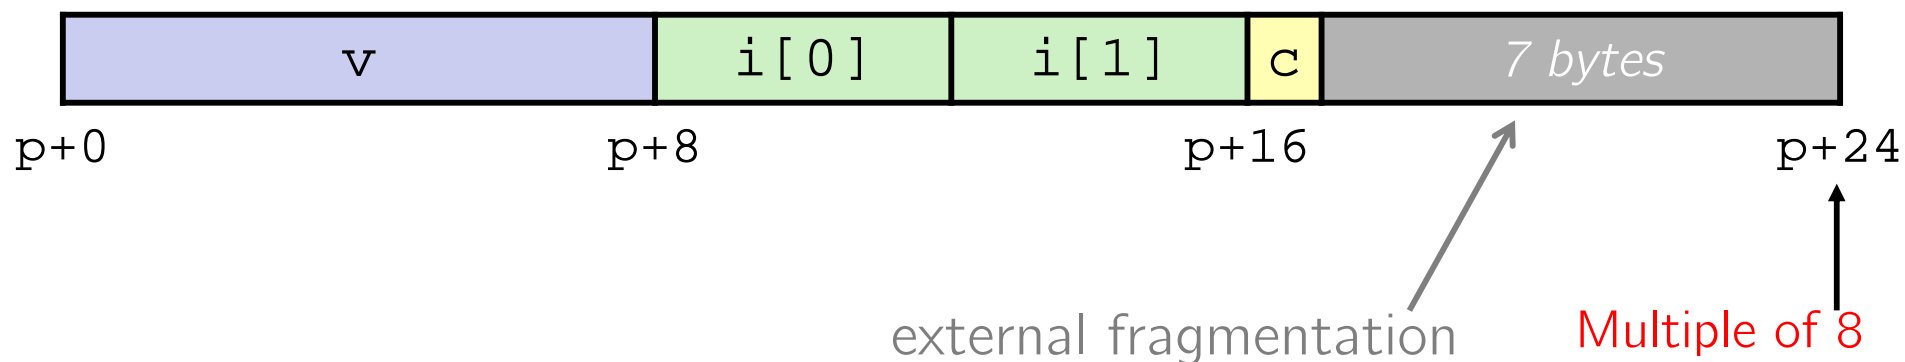 v i[0] i[1] c 7 bytes
p+0 p+8 p+16 p+24
external fragmentation Multiple of 8